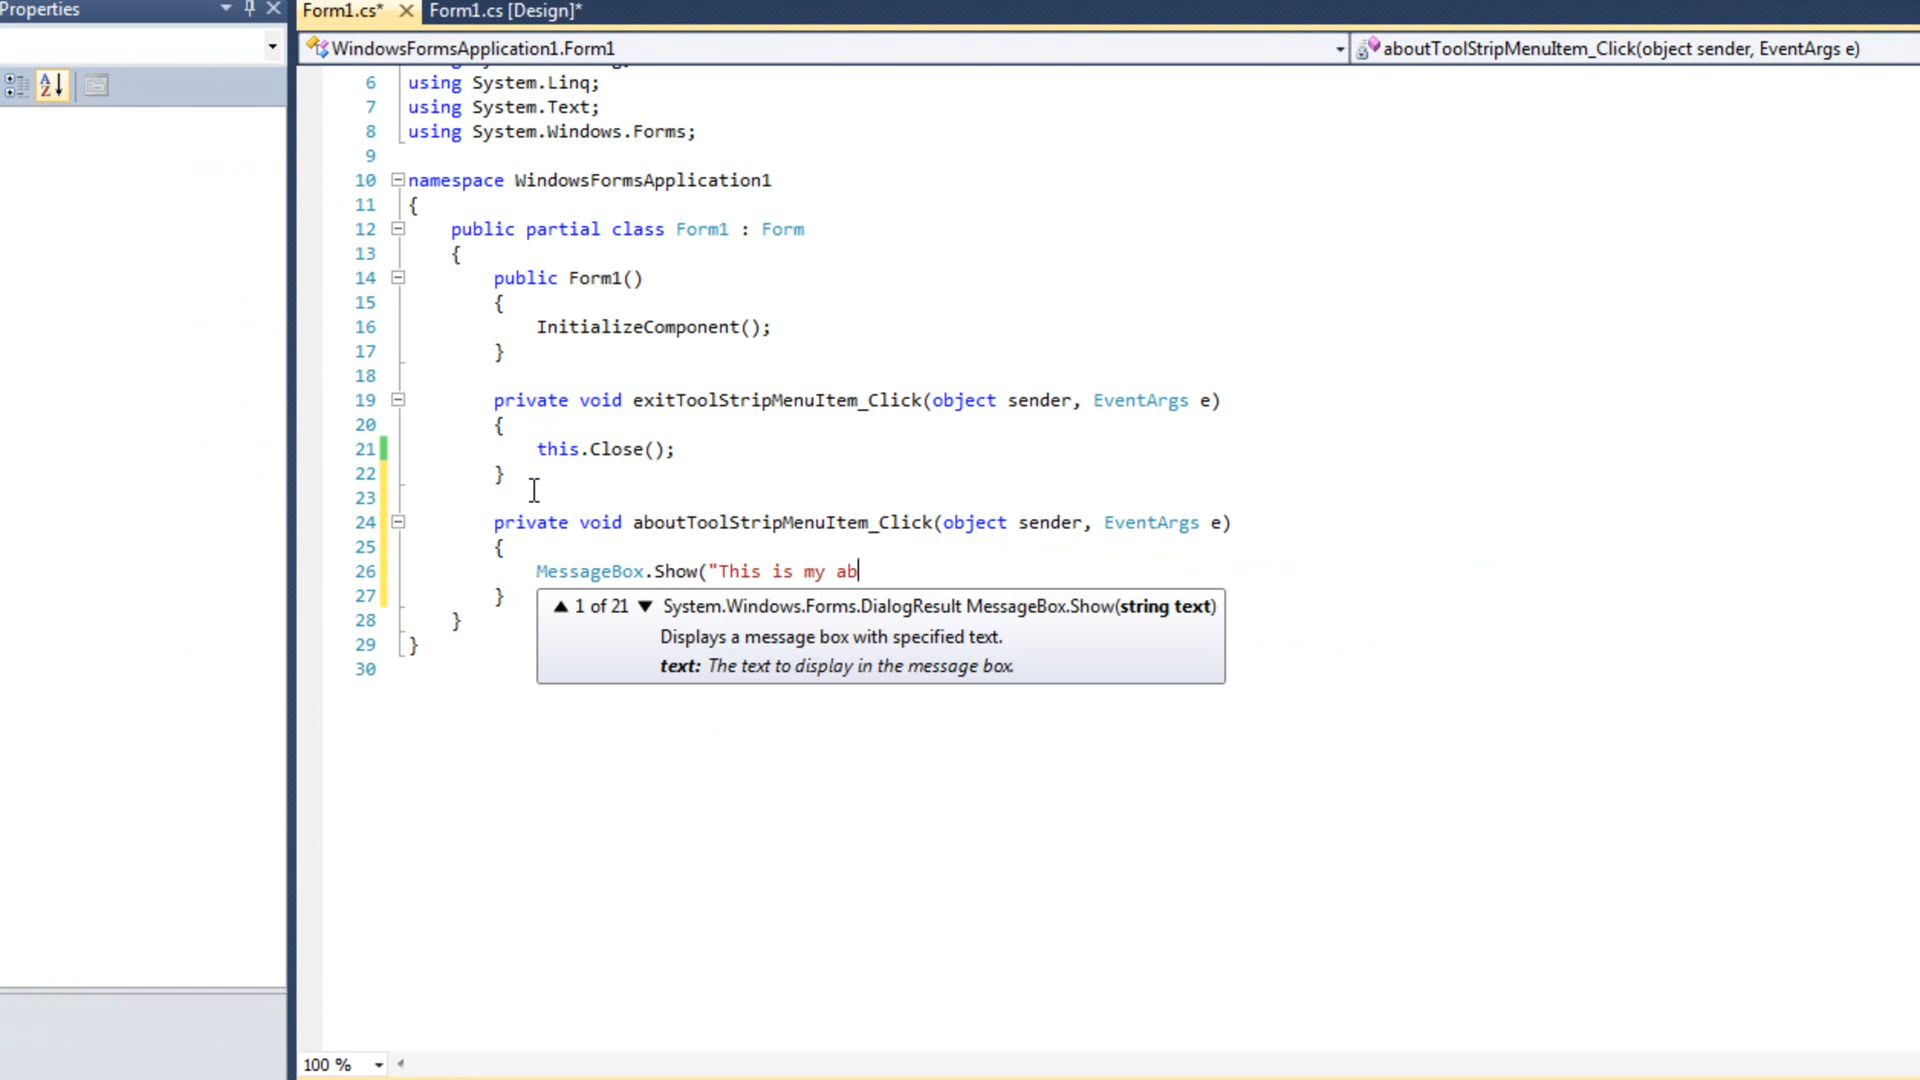 Properties
Form1.cs* Form1.cs [Design]*
WindowsFormsApplication1.Form1 aboutToolStripMenuItem_Click(object sender, EventArgs e)
6 using System.Linq;
7 using System.Text;
8 using System.Windows.Forms;
9
10 namespace WindowsFormsApplication1
11 {
12 public partial class Form1 : Form
13 {
14 public Form1()
15 {
16 InitializeComponent();
17 }
18
19 private void exitToolStripMenuItem_Click(object sender, EventArgs e)
20 {
21 this.Close();
22 }
23
24 private void aboutToolStripMenuItem_Click(object sender, EventArgs e)
25 {
26 MessageBox.Show("This is my ab
27 }
▲ 1 of 21 ▼ System.Windows.Forms.DialogResult MessageBox.Show(string text)
Displays a message box with specified text.
text: The text to display in the message box.
28 }
29 }
30
100 %